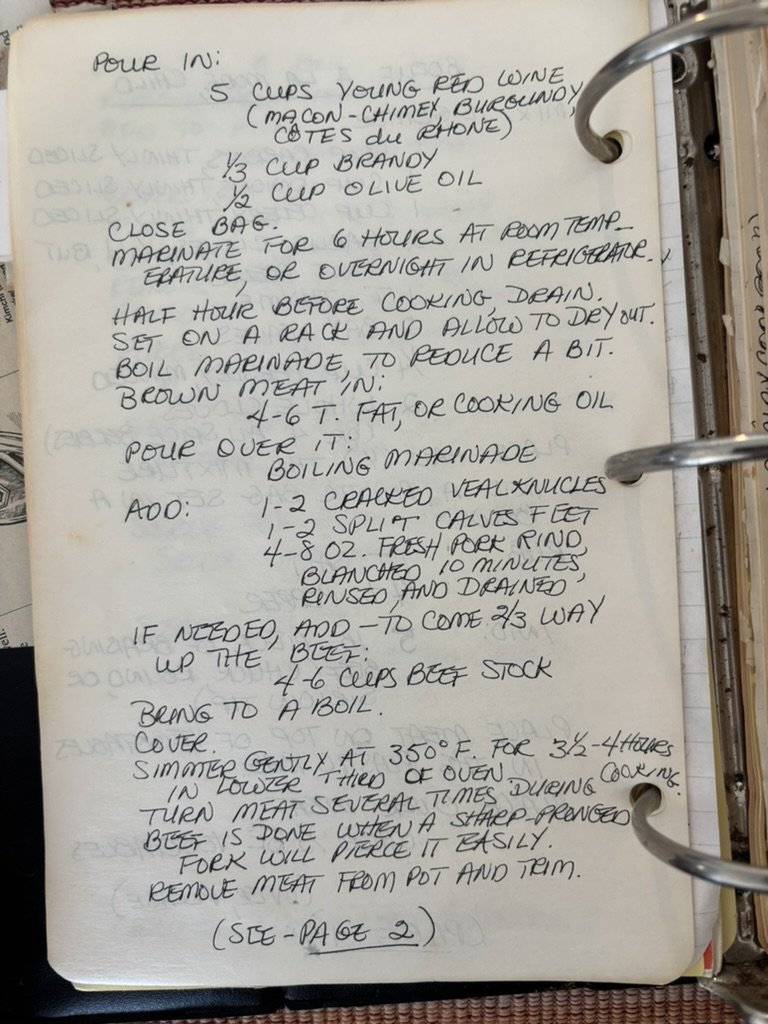 POUR IN:
5 CUPS YOUNG RED WINE
(MACON-CHIMEX, BURGUNDY,
CÔTES du RHONE)
1/3 CUP BRANDY
1/2 CUP OLIVE OIL
CLOSE BAG.
MARINATE FOR 6 HOURS AT ROOM TEMP-
ERATURE, OR OVERNIGHT IN REFRIGERATOR.
HALF HOUR BEFORE COOKING, DRAIN.
SET ON A RACK AND ALLOW TO DRY OUT.
BOIL MARINADE, TO REDUCE A BIT.
BROWN MEAT IN:
4-6 T. FAT, OR COOKING OIL
POUR OVER IT:
BOILING MARINADE
ADD: 1-2 CRACKED VEAL KNUCLES
1-2 SPLIT CALVES FEET
4-8 OZ. FRESH PORK RIND,
BLANCHED 10 MINUTES,
RINSED, AND DRAINED
IF NEEDED, ADD - TO COME 2/3 WAY
UP THE BEEF:
4-6 CUPS BEEF STOCK
BRING TO A BOIL.
COVER.
SIMMER GENTLY AT 350°F. FOR 3 1/2-4 HOURS
IN LOWER THIRD OF OVEN.
TURN MEAT SEVERAL TIMES DURING COOKING.
BEEF IS DONE WHEN A SHARP-PRONGED
FORK WILL PIERCE IT EASILY.
REMOVE MEAT FROM POT AND TRIM.
(SEE - PAGE 2)